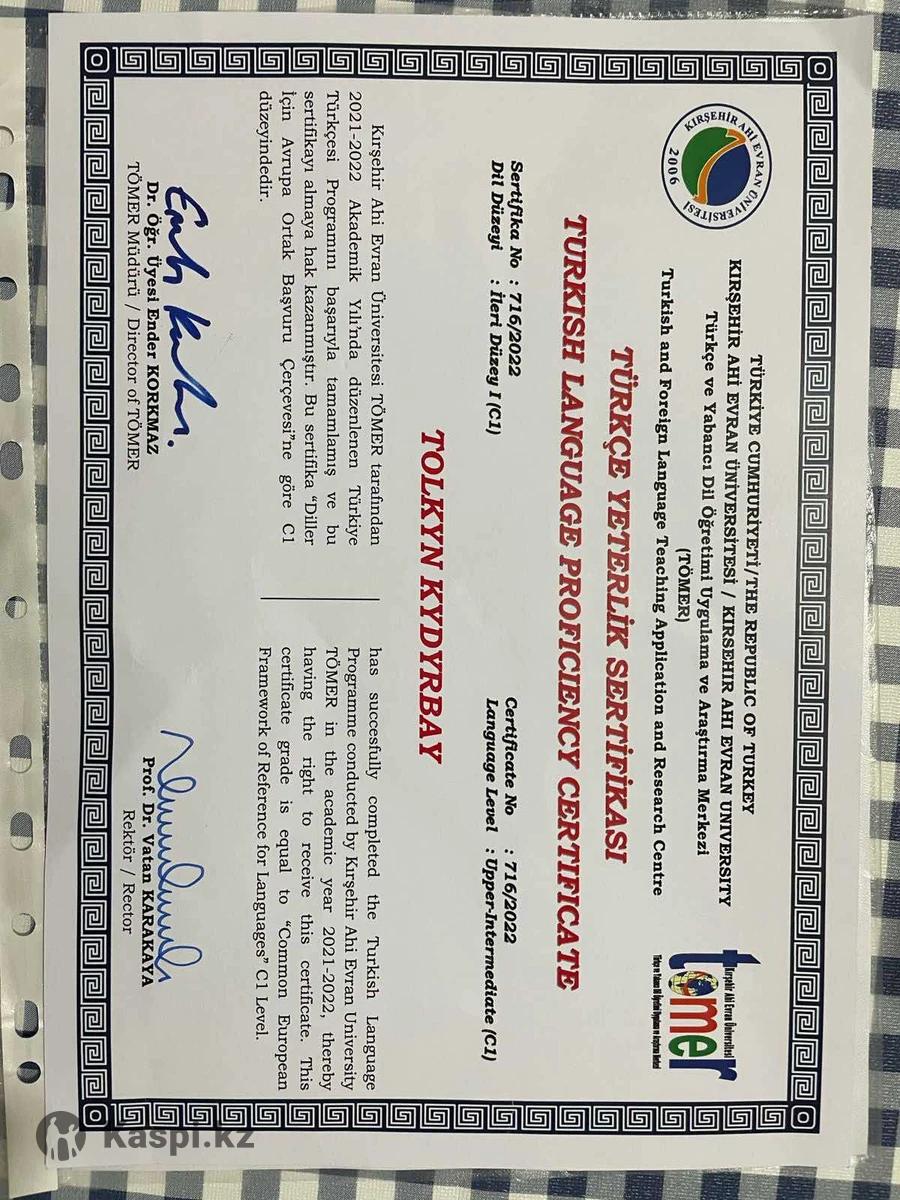 KIRŞEHİR AHİ EVRAN ÜNİVERSİTESİ
2006
TÜRKİYE CUMHURİYETİ/THE REPUBLIC OF TURKEY
KIRŞEHİR AHİ EVRAN ÜNİVERSİTESİ / KIRSEHIR AHI EVRAN UNIVERSITY
Türkçe ve Yabancı Dil Öğretimi Uygulama ve Araştırma Merkezi
(TÖMER)
Turkish and Foreign Language Teaching Application and Research Centre
Kırşehir Ahi Evran Üniversitesi
tömer
TÜRKÇE YETERLİK SERTİFİKASI
TURKISH LANGUAGE PROFICIENCY CERTIFICATE
Sertifika No : 716/2022
Dil Düzeyi : İleri Düzey I (C1)
Certificate No : 716/2022
Language Level : Upper-Intermediate (C1)
TOLKYN KYDYRBAY
Kırşehir Ahi Evran Üniversitesi TÖMER tarafından
2021-2022 Akademik Yılı’nda düzenlenen Türkiye
Türkçesi Programını başarıyla tamamlamış ve bu
sertifikayı almaya hak kazanmıştır. Bu sertifika “Diller
İçin Avrupa Ortak Başvuru Çerçevesi”ne göre C1
düzeyindedir.
has succesfully completed the Turkish Language
Programme conducted by Kırşehir Ahi Evran University
TÖMER in the academic year 2021-2022, thereby
having the right to receive this certificate. This
certificate grade is equal to “Common European
Framework of Reference for Languages” C1 Level.
Dr. Öğr. Üyesi Ender KORKMAZ
TÖMER Müdürü / Director of TÖMER
Prof. Dr. Vatan KARAKAYA
Rektör / Rector
Kaspi.kz